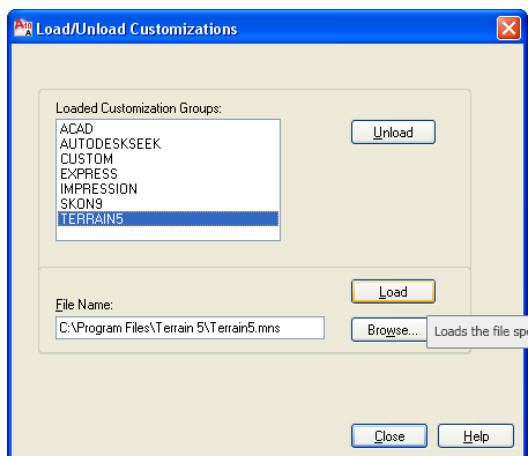 Load/Unload Customizations
Loaded Customization Groups:
ACAD
AUTODESKSEEK
CUSTOM
EXPRESS
IMPRESSION
SKON9
TERRAIN5
Unload
Load
File Name:
C:\Program Files\Terrain 5\Terrain5.mns
Browse...
Loads the file spe
Close
Help